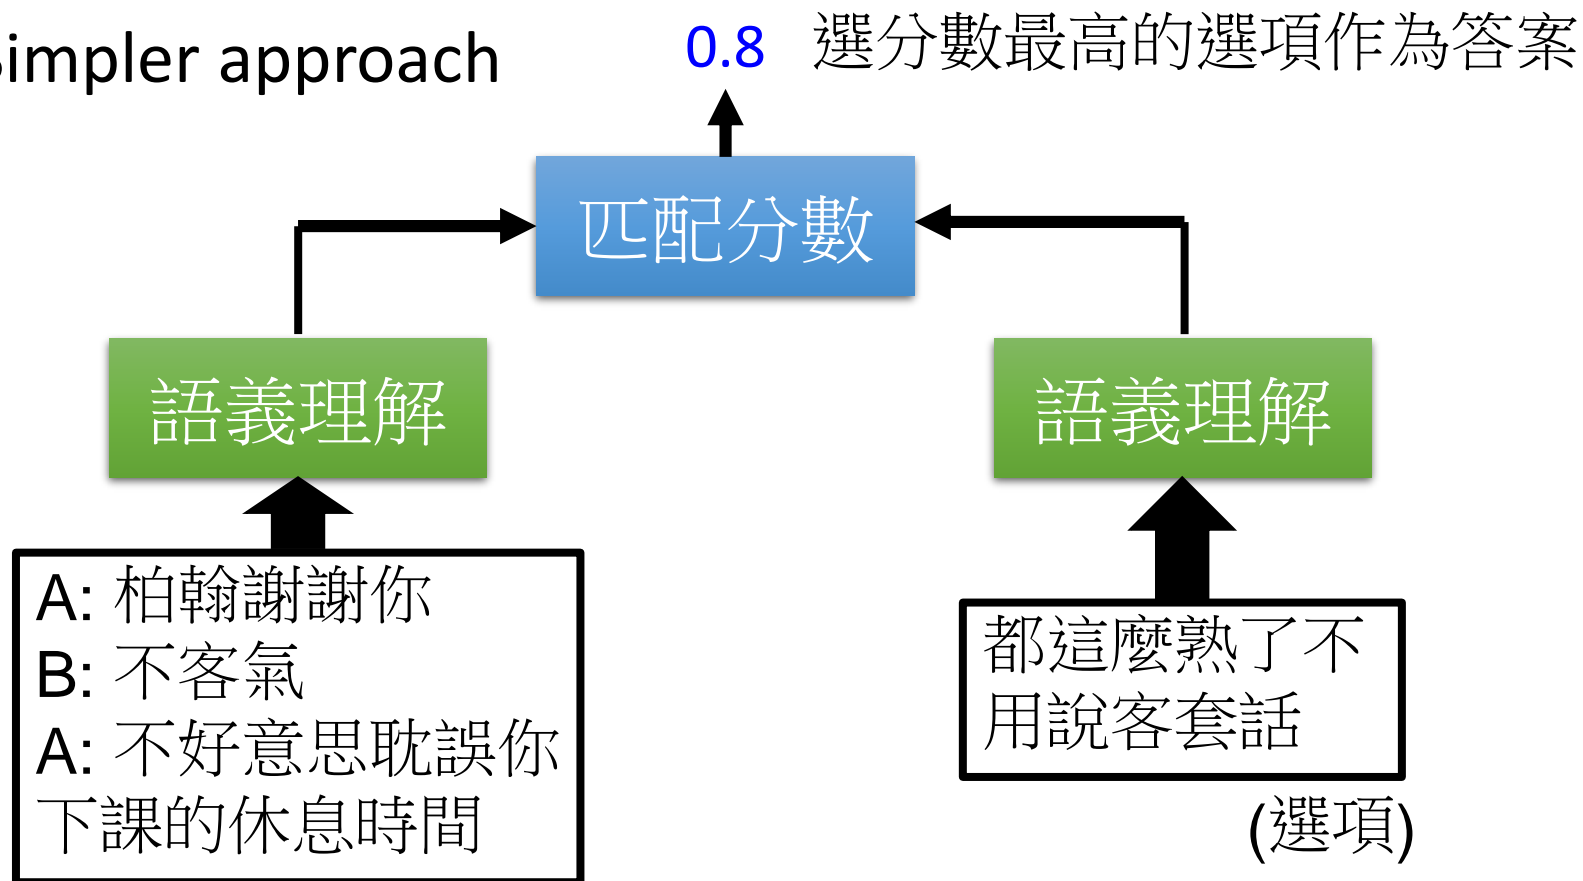 Simpler approach
0.8 選分數最高的選項作為答案
匹配分數
語義理解
語義理解
A: 柏翰謝謝你
B: 不客氣
A: 不好意思耽誤你
下課的休息時間
都這麼熟了不
用說客套話
(選項)